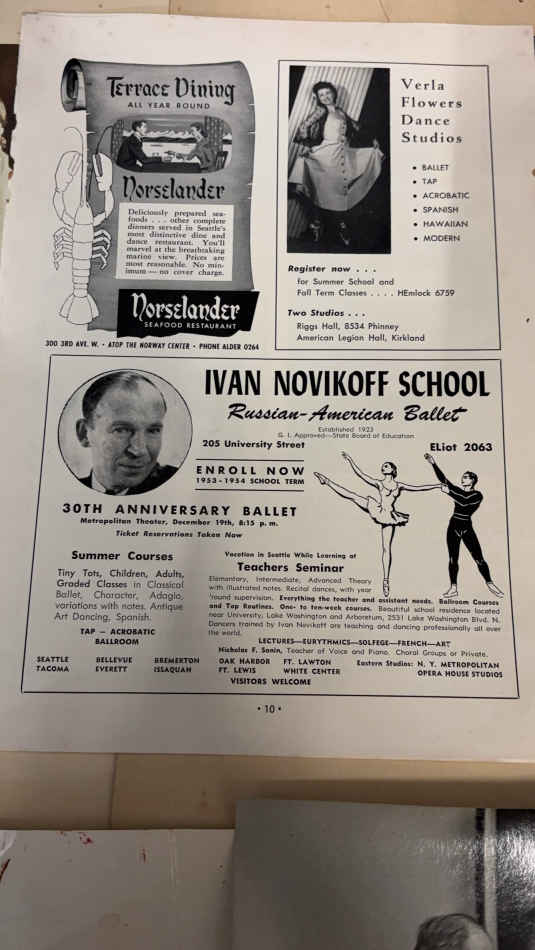 Terrace Dining
ALL YEAR ROUND
Norselander
Deliciously prepared sea-
foods . . . other complete
dinners served in Seattle's
most distinctive dine and
dance restaurant. You'll
marvel at the breathtaking
marine view. Prices are
most reasonable. No min-
imum — no cover charge.
Norselander
SEAFOOD RESTAURANT
300 3RD AVE. W. • ATOP THE NORWAY CENTER • PHONE ALDER 0264
Verla
Flowers
Dance
Studios
• BALLET
• TAP
• ACROBATIC
• SPANISH
• HAWAIIAN
• MODERN
Register now . . .
for Summer School and
Fall Term Classes . . . . HEmlock 6759
Two Studios . . .
Riggs Hall, 8534 Phinney
American Legion Hall, Kirkland
IVAN NOVIKOFF SCHOOL
Russian-American Ballet
Established 1923
G. I. Approved—State Board of Education
205 University Street
ELiot 2063
ENROLL NOW
1953-1954 SCHOOL TERM
30TH ANNIVERSARY BALLET
Metropolitan Theater, December 19th, 8:15 p. m.
Ticket Reservations Taken Now
Summer Courses
Tiny Tots, Children, Adults,
Graded Classes in Classical
Ballet, Character, Adagio,
variations with notes. Antique
Art Dancing, Spanish.
TAP — ACROBATIC
BALLROOM
Vacation in Seattle While Learning at
Teachers Seminar
Elementary, Intermediate, Advanced Theory
with illustrated notes. Recital dances, with year
'round supervision. Everything the teacher and assistant needs. Ballroom Courses
and Tap Routines. One- to ten-week courses. Beautiful school residence located
near University, Lake Washington and Arboretum, 2531 Lake Washington Blvd. N.
Dancers trained by Ivan Novikoff are teaching and dancing professionally all over
the world.
LECTURES—EURYTHMICS—SOLFEGE—FRENCH—ART
Nicholas F. Sonin, Teacher of Voice and Piano. Choral Groups or Private.
SEATTLE BELLEVUE BREMERTON OAK HARBOR FT. LAWTON Eastern Studios: N. Y. METROPOLITAN
TACOMA EVERETT ISSAQUAH FT. LEWIS WHITE CENTER OPERA HOUSE STUDIOS
VISITORS WELCOME
• 10 •